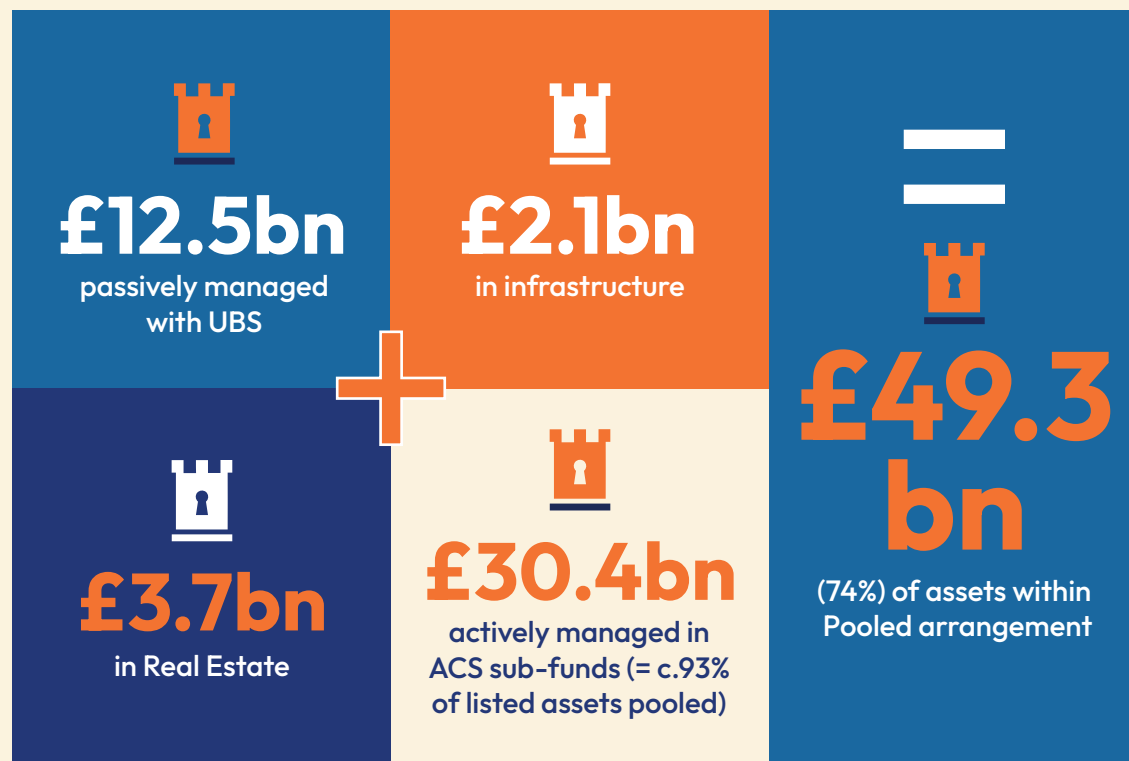 £12.5bn
passively managed
with UBS
£2.1bn
in infrastructure
£3.7bn
in Real Estate
£30.4bn
actively managed in
ACS sub-funds (= c.93%
of listed assets pooled)
£49.3
bn
(74%) of assets within
Pooled arrangement